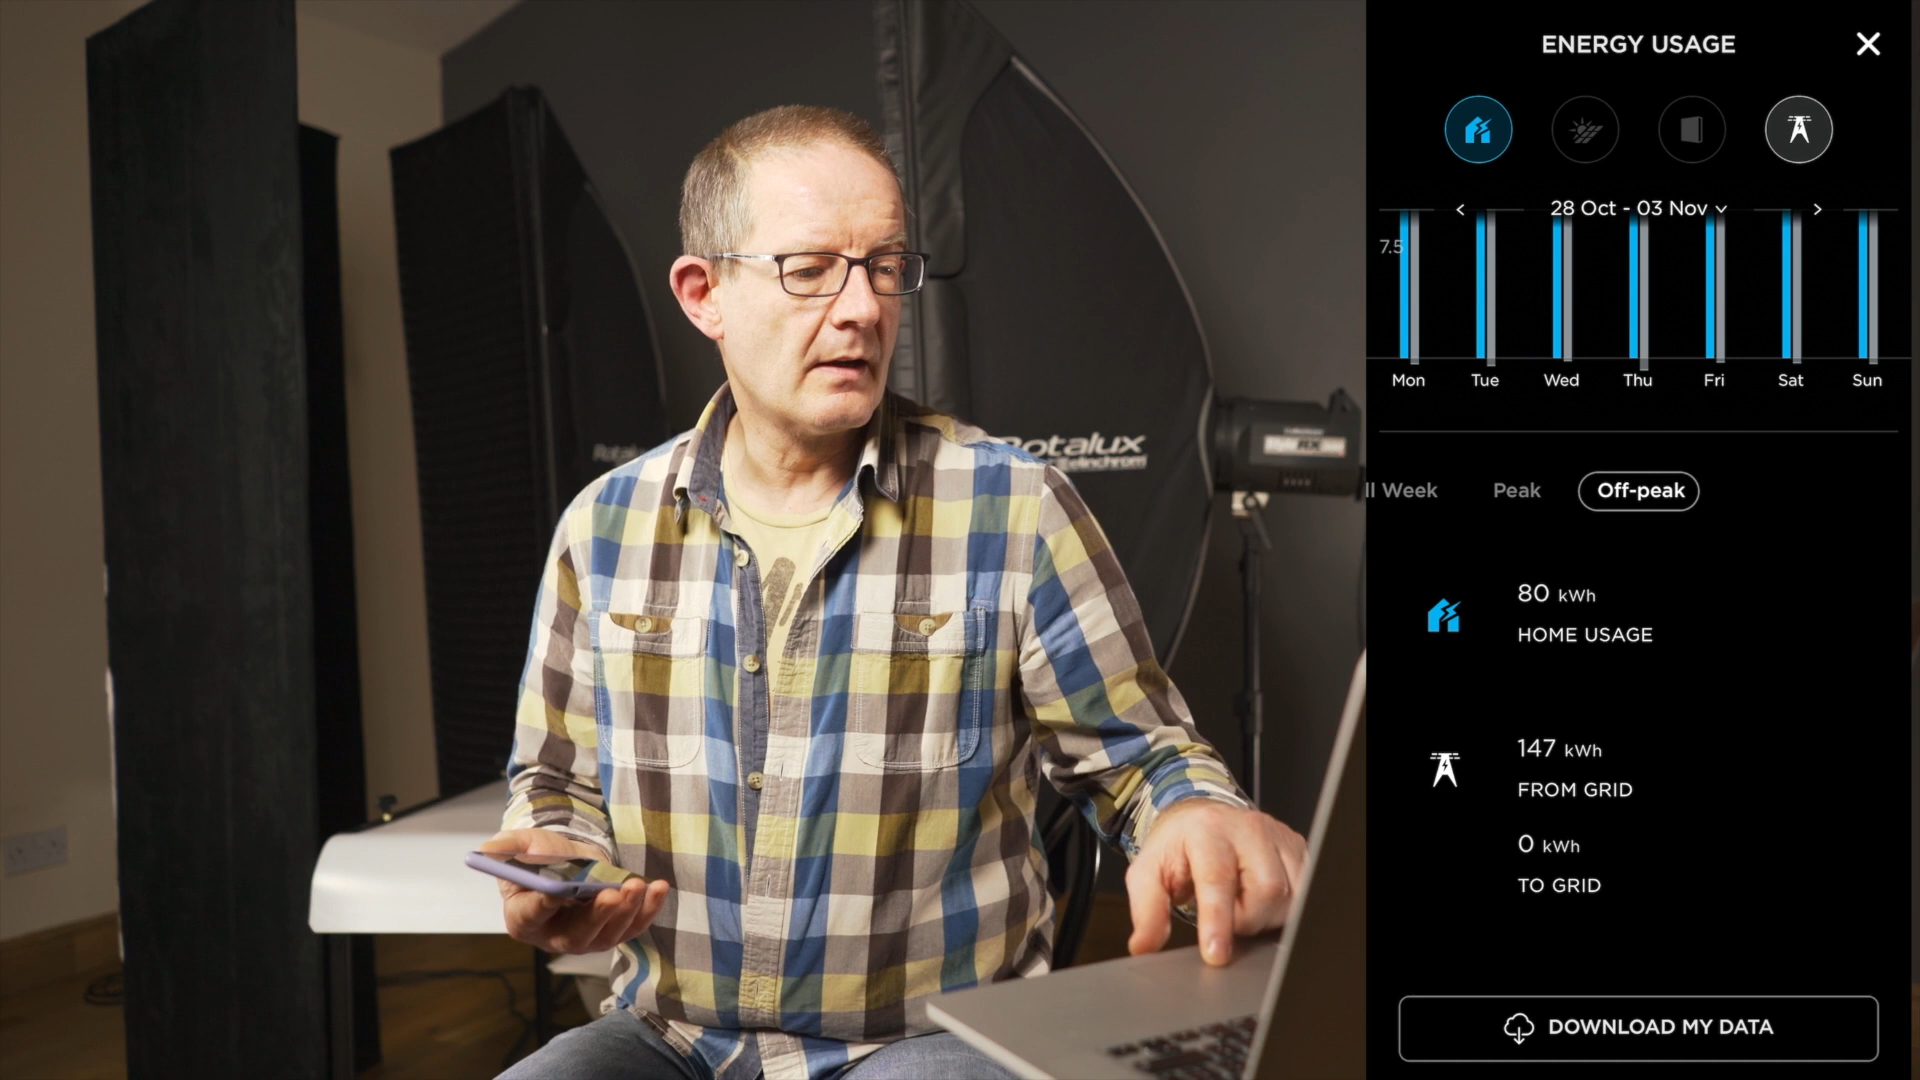 Rotalux
elinchrom
ENERGY USAGE
28 Oct - 03 Nov
7.5
Mon Tue Wed Thu Fri Sat Sun
ll Week Peak Off-peak
80 kWh
HOME USAGE
147 kWh
FROM GRID
0 kWh
TO GRID
DOWNLOAD MY DATA